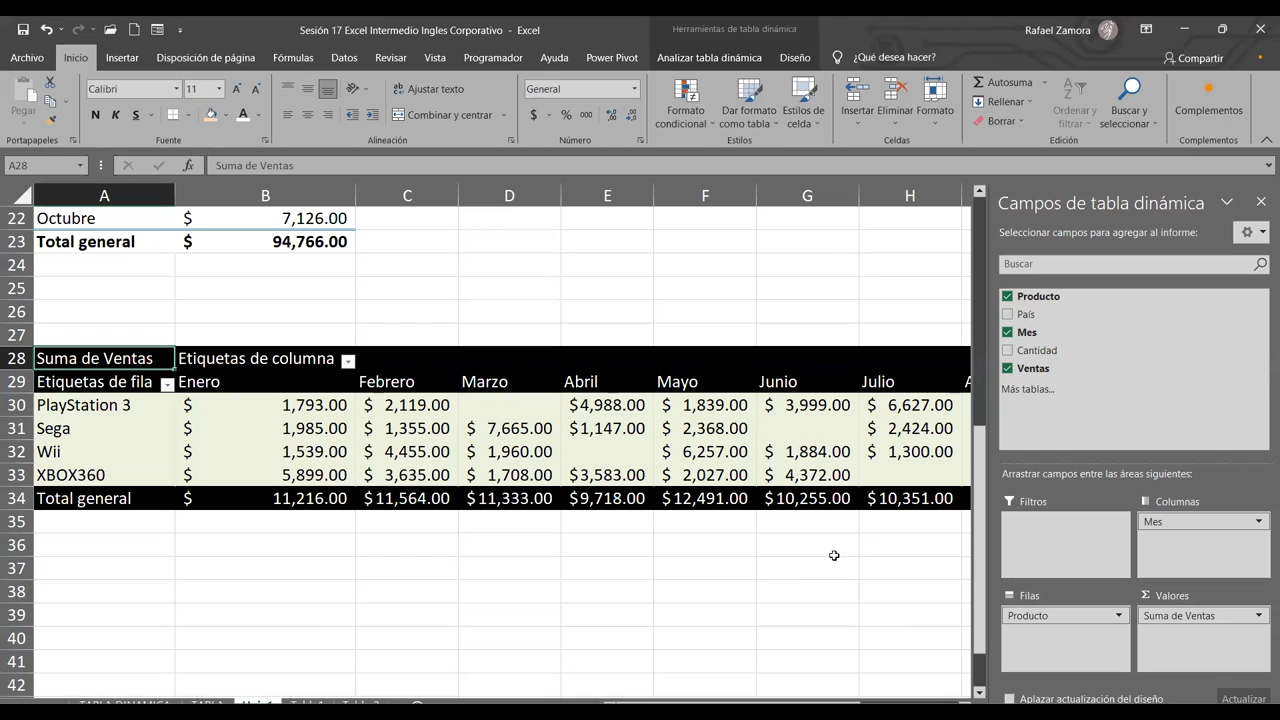 Sesión 17 Excel Intermedio Ingles Corporativo - Excel
Herramientas de tabla dinámica
Rafael Zamora
Archivo Inicio Insertar Disposición de página Fórmulas Datos Revisar Vista Programador Ayuda Power Pivot Analizar tabla dinámica Diseño ¿Qué desea hacer? Compartir
Pegar
Calibri 11
N K S
Ajustar texto
Combinar y centrar
General
$ % 000
Formato condicional
Dar formato como tabla
Estilos de celda
Insertar Eliminar Formato
Autosuma
Rellenar
Borrar
Ordenar y filtrar
Buscar y seleccionar
Complementos
Portapapeles Fuente Alineación Número Estilos Celdas Edición Complementos
A28 fx Suma de Ventas
A B C D E F G H
22 Octubre $ 7,126.00
23 Total general $ 94,766.00
24
25
26
27
28 Suma de Ventas Etiquetas de columna
29 Etiquetas de fila Enero Febrero Marzo Abril Mayo Junio Julio A
30 PlayStation 3 $ 1,793.00 $ 2,119.00 $4,988.00 $ 1,839.00 $ 3,999.00 $ 6,627.00
31 Sega $ 1,985.00 $ 1,355.00 $ 7,665.00 $1,147.00 $ 2,368.00 $ 2,424.00
32 Wii $ 1,539.00 $ 4,455.00 $ 1,960.00 $ 6,257.00 $ 1,884.00 $ 1,300.00
33 XBOX360 $ 5,899.00 $ 3,635.00 $ 1,708.00 $3,583.00 $ 2,027.00 $ 4,372.00
34 Total general $ 11,216.00 $11,564.00 $11,333.00 $9,718.00 $12,491.00 $10,255.00 $10,351.00
35
36
37
38
39
40
41
42
Campos de tabla dinámica
Seleccionar campos para agregar al informe:
Buscar
Producto
País
Mes
Cantidad
Ventas
Más tablas...
Arrastrar campos entre las áreas siguientes:
Filtros
Columnas
Mes
Filas
Producto
Valores
Suma de Ventas
Aplazar actualización del diseño
Actualizar